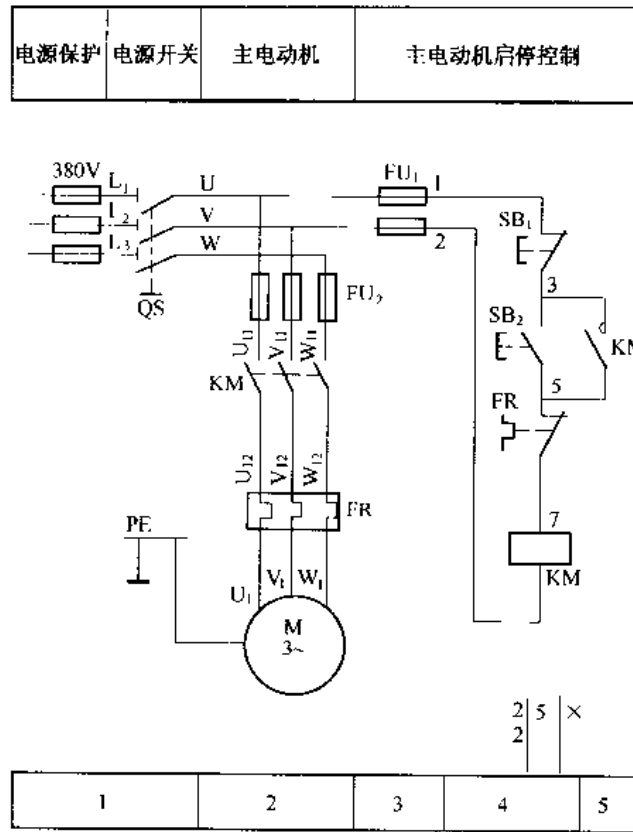 电源保护 电源开关 主电动机 主电动机启停控制
380V L₁ U FU₁ 1
L₂ V 2 SB₁
L₃ W
QS FU₂ 3
U₁₁ V₁₁ W₁₁ SB₂
KM KM
5
FR
U₁₂ V₁₂ W₁₂
FR 7
PE
KM
U₁ V₁ W₁
M
3~
2 5 ×
2
1 2 3 4 5